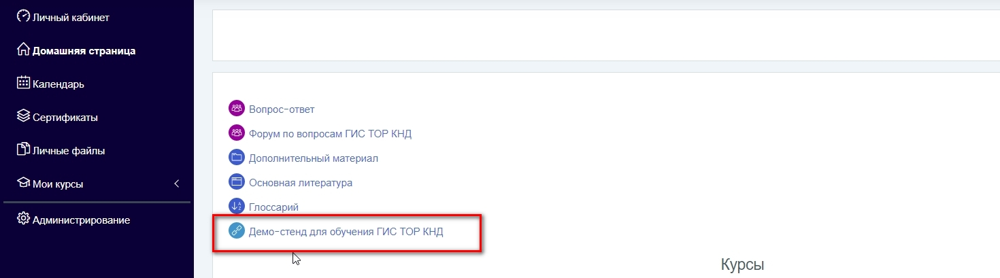 Личный кабинет
Домашняя страница
Календарь
Сертификаты
Личные файлы
Мои курсы
Администрирование
Вопрос-ответ
Форум по вопросам ГИС ТОР КНД
Дополнительный материал
Основная литература
Глоссарий
Демо-стенд для обучения ГИС ТОР КНД
Курсы